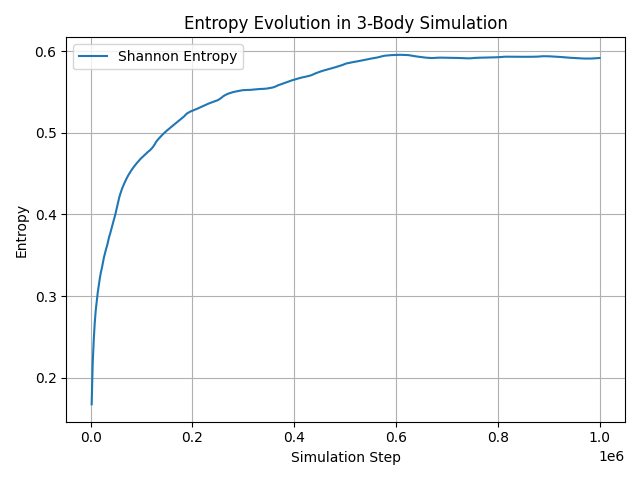 Entropy Evolution in 3-Body Simulation
Shannon Entropy
Entropy
0.6
0.5
0.4
0.3
0.2
0.0 0.2 0.4 0.6 0.8 1.0
1e6
Simulation Step